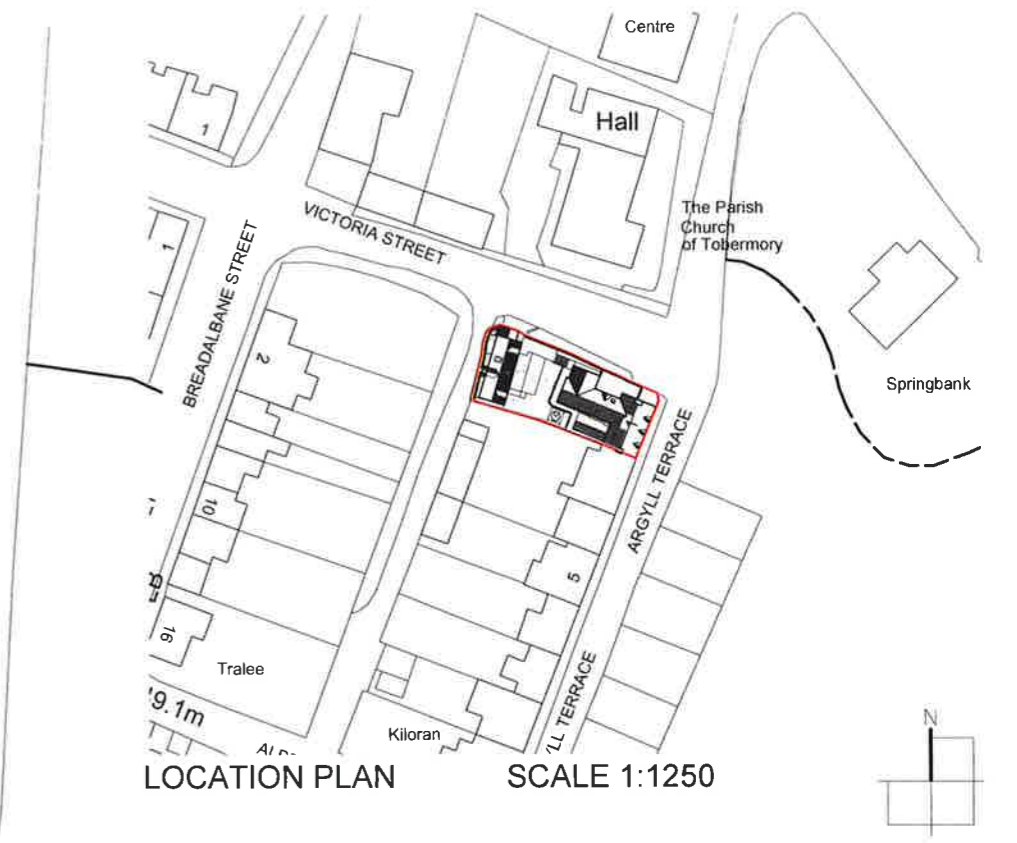 Centre
Hall
1
The Parish
Church
of Tobermory
VICTORIA STREET
1
BREADALBANE STREET
2
Springbank
ARGYLL TERRACE
10
5
16
Tralee
9.1m
Kiloran
YLL TERRACE
LOCATION PLAN
SCALE 1:1250
N